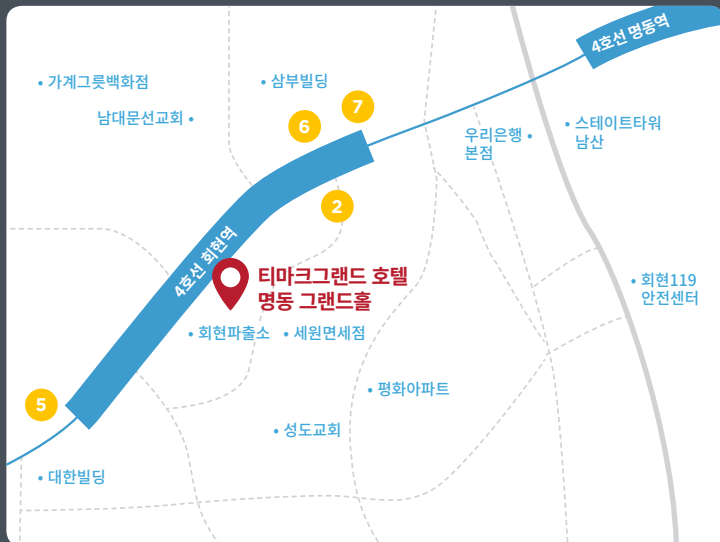 4호선 명동역
• 가계그릇백화점
• 삼부빌딩
7
남대문선교회 •
6
• 스테이트타워
남산
우리은행 •
본점
2
4호선 회현역
티마크그랜드 호텔
명동 그랜드홀
• 회현119
안전센터
• 회현파출소
• 세원면세점
• 평화아파트
5
• 성도교회
• 대한빌딩